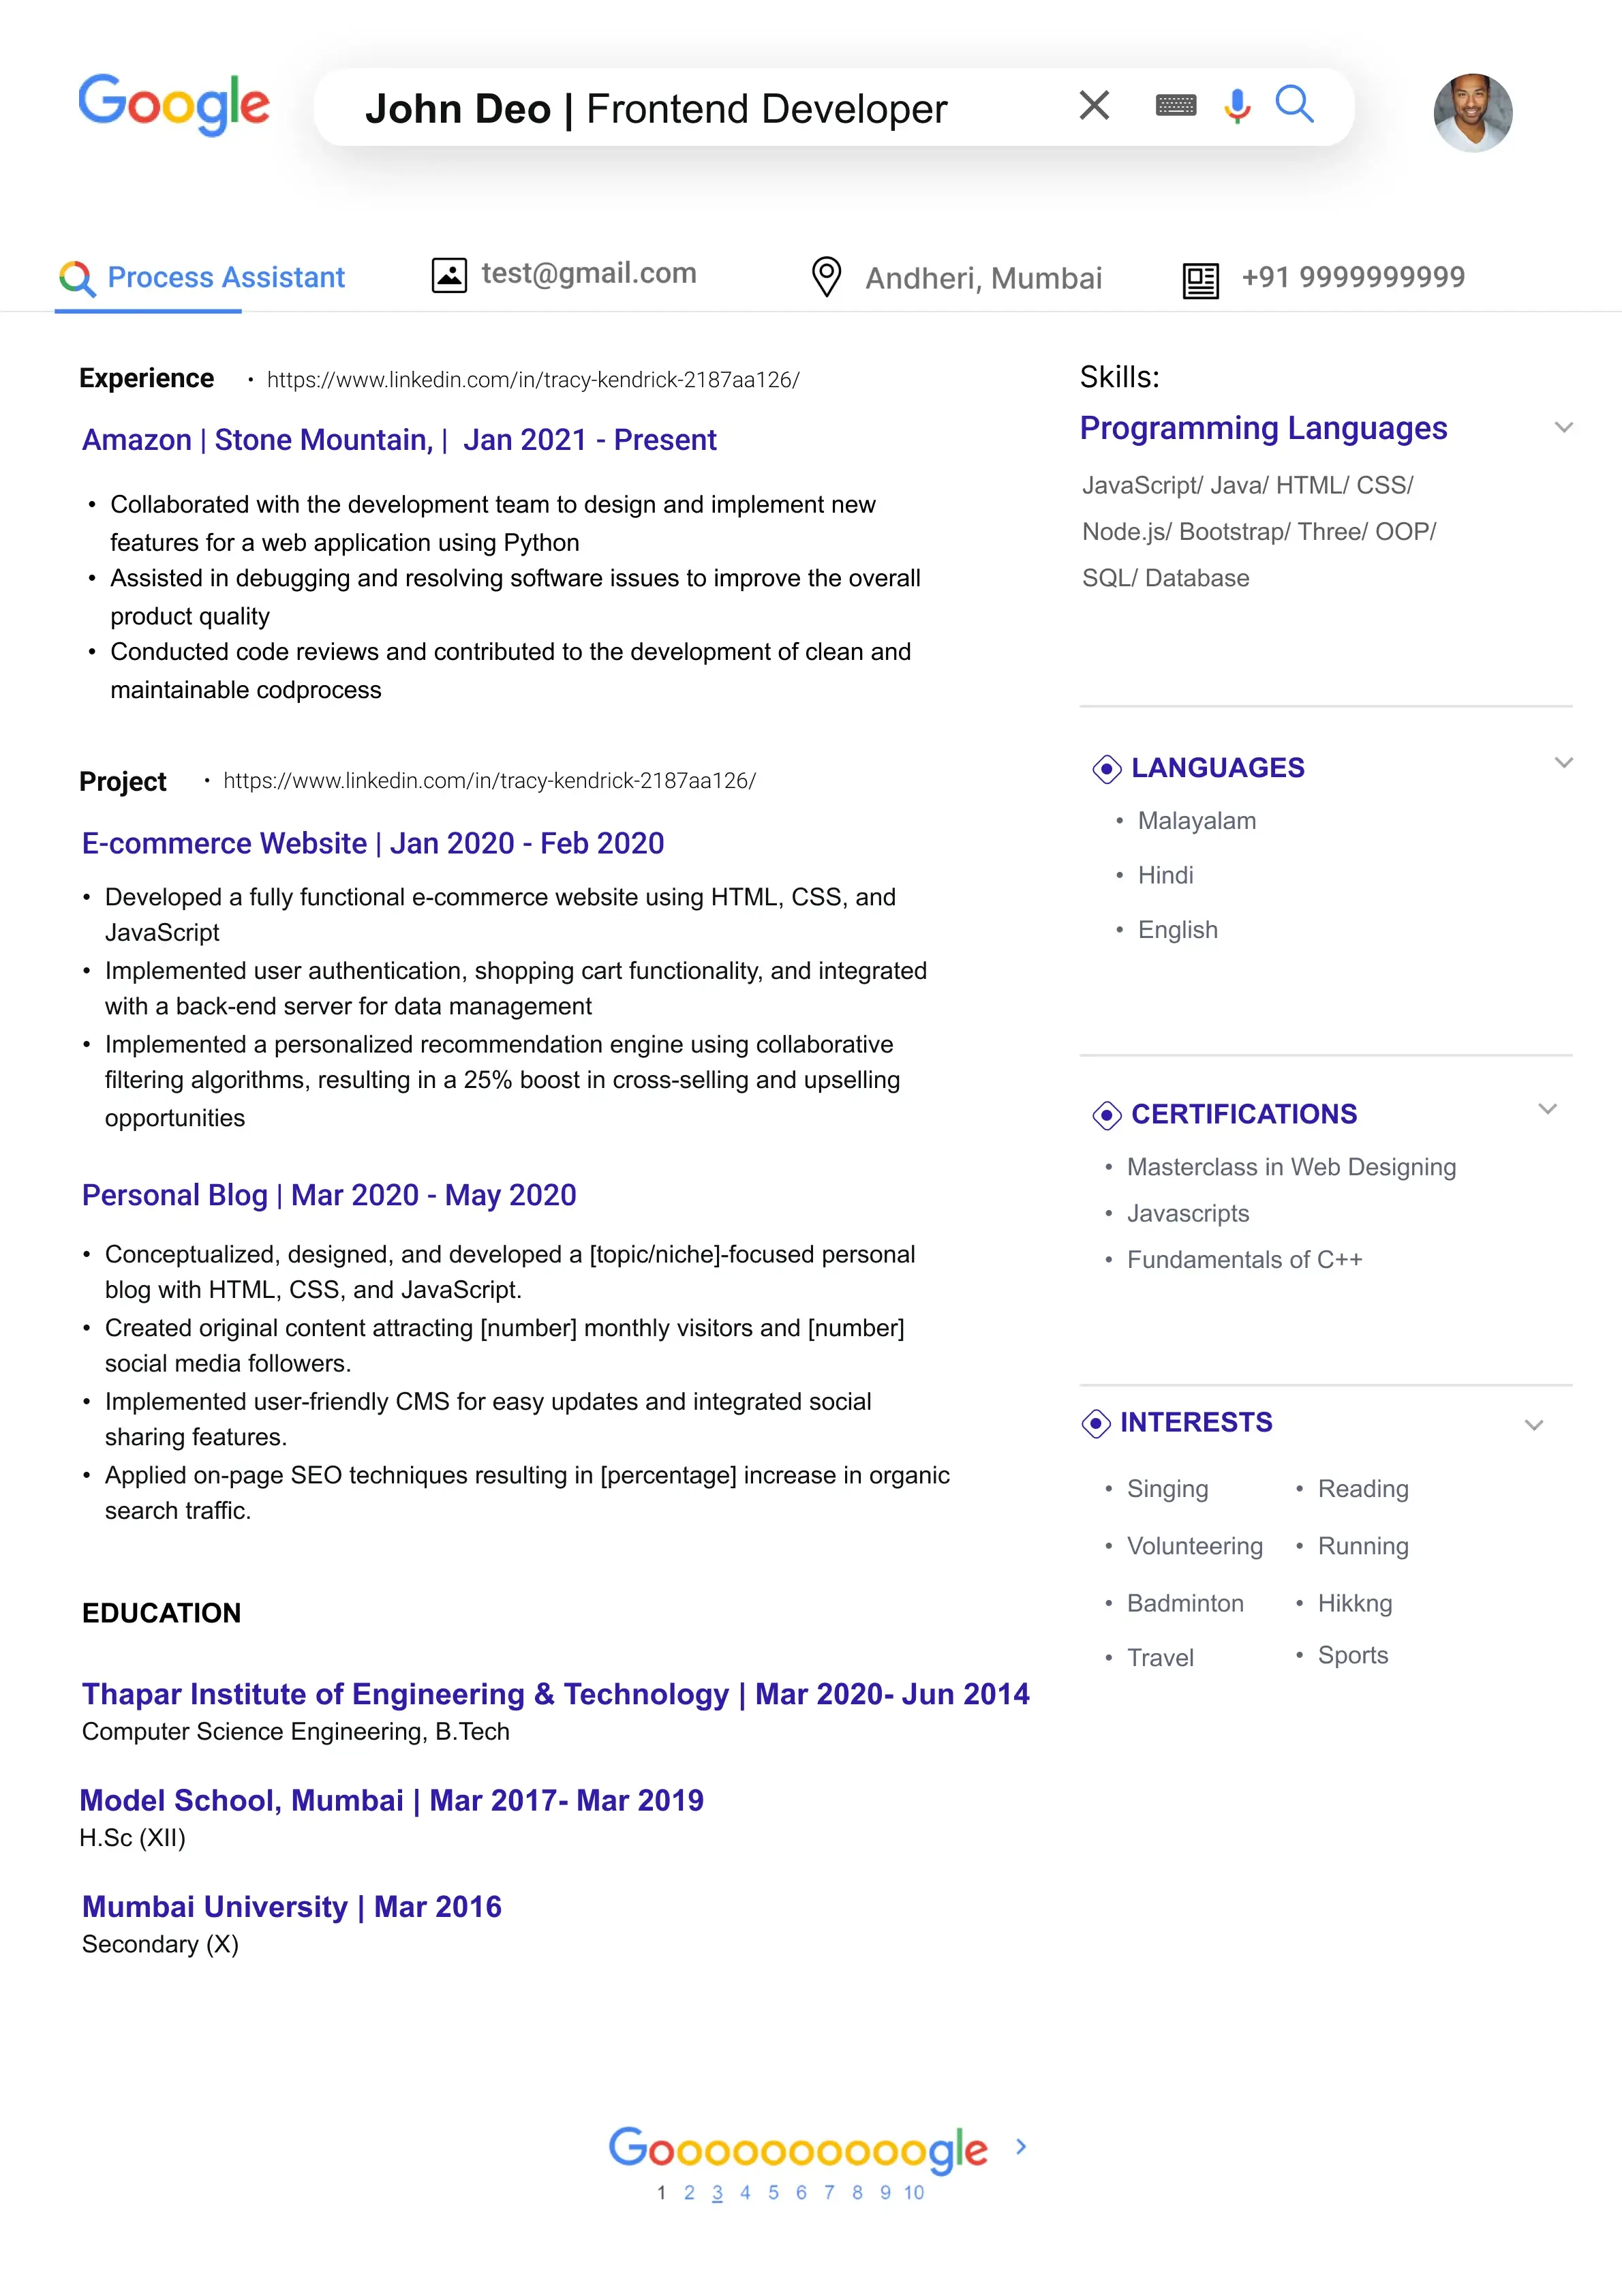 Google
John Deo | Frontend Developer
Process Assistant
test@gmail.com
Andheri, Mumbai
+91 9999999999
Experience • https://www.linkedin.com/in/tracy-kendrick-2187aa126/
Amazon | Stone Mountain, | Jan 2021 - Present
• Collaborated with the development team to design and implement new
features for a web application using Python
• Assisted in debugging and resolving software issues to improve the overall
product quality
• Conducted code reviews and contributed to the development of clean and
maintainable codprocess
Project • https://www.linkedin.com/in/tracy-kendrick-2187aa126/
E-commerce Website | Jan 2020 - Feb 2020
• Developed a fully functional e-commerce website using HTML, CSS, and
JavaScript
• Implemented user authentication, shopping cart functionality, and integrated
with a back-end server for data management
• Implemented a personalized recommendation engine using collaborative
filtering algorithms, resulting in a 25% boost in cross-selling and upselling
opportunities
Personal Blog | Mar 2020 - May 2020
• Conceptualized, designed, and developed a [topic/niche]-focused personal
blog with HTML, CSS, and JavaScript.
• Created original content attracting [number] monthly visitors and [number]
social media followers.
• Implemented user-friendly CMS for easy updates and integrated social
sharing features.
• Applied on-page SEO techniques resulting in [percentage] increase in organic
search traffic.
EDUCATION
Thapar Institute of Engineering & Technology | Mar 2020- Jun 2014
Computer Science Engineering, B.Tech
Model School, Mumbai | Mar 2017- Mar 2019
H.Sc (XII)
Mumbai University | Mar 2016
Secondary (X)
Skills:
Programming Languages
JavaScript/ Java/ HTML/ CSS/
Node.js/ Bootstrap/ Three/ OOP/
SQL/ Database
LANGUAGES
• Malayalam
• Hindi
• English
CERTIFICATIONS
• Masterclass in Web Designing
• Javascripts
• Fundamentals of C++
INTERESTS
• Singing • Reading
• Volunteering • Running
• Badminton • Hikkng
• Travel • Sports
Goooooooooogle
1 2 3 4 5 6 7 8 9 10